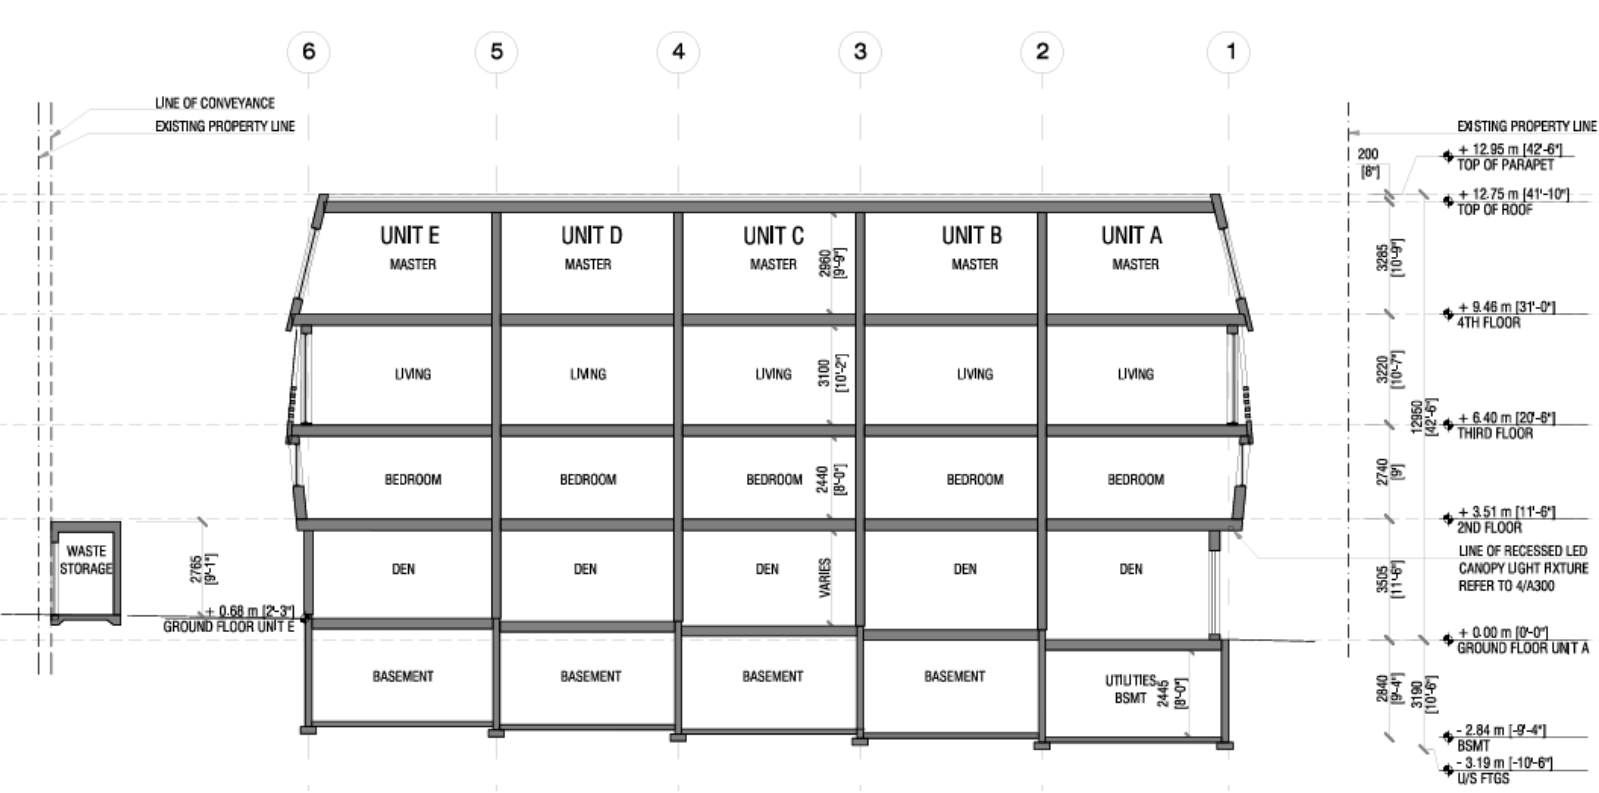 6
5
4
3
2
1
LINE OF CONVEYANCE
EXISTING PROPERTY LINE
EXISTING PROPERTY LINE
+ 12.95 m [42'-6"]
TOP OF PARAPET
200
[8"]
+ 12.75 m [41'-10"]
TOP OF ROOF
UNIT E
MASTER
UNIT D
MASTER
UNIT C
MASTER
2960
[9'-9"]
UNIT B
MASTER
UNIT A
MASTER
3285
[10'-9"]
+ 9.46 m [31'-0"]
4TH FLOOR
LIVING
LIVING
LIVING
3100
[10'-2"]
LIVING
LIVING
3220
[10'-7"]
12950
[42'-6"]
+ 6.40 m [20'-6"]
THIRD FLOOR
BEDROOM
BEDROOM
BEDROOM
2440
[8'-0"]
BEDROOM
BEDROOM
2740
[9']
+ 3.51 m [11'-6"]
2ND FLOOR
WASTE
STORAGE
2765
[9'-1"]
DEN
DEN
DEN
VARIES
DEN
DEN
3505
[11'-6"]
LINE OF RECESSED LED
CANOPY LIGHT FIXTURE
REFER TO 4/A300
+ 0.68 m [2'-3"]
GROUND FLOOR UNIT E
+ 0.00 m [0'-0"]
GROUND FLOOR UNIT A
BASEMENT
BASEMENT
BASEMENT
BASEMENT
UTILITIES
BSMT
2445
[8'-0"]
2840
[9'-4"]
3190
[10'-6"]
- 2.84 m [-9'-4"]
BSMT
- 3.19 m [-10'-6"]
U/S FTGS